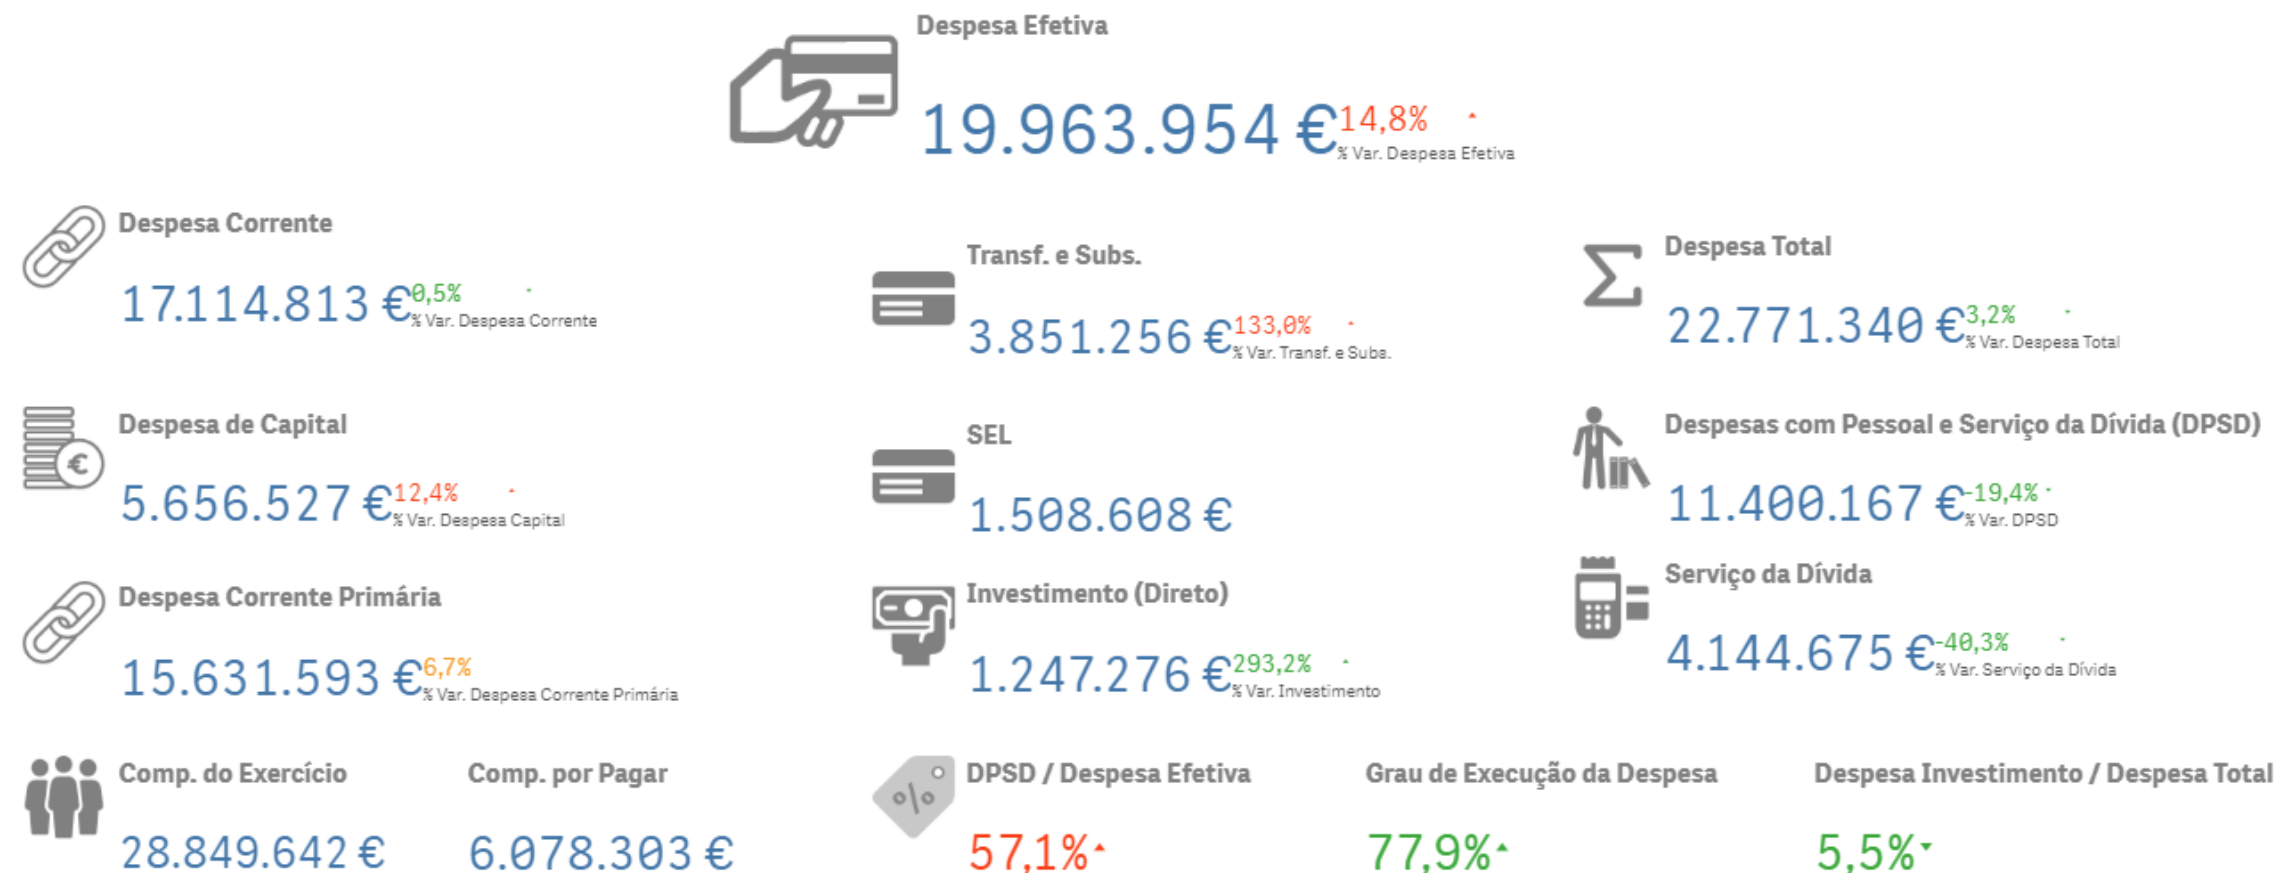 Despesa Efetiva
19.963.954 €
14,8%
% Var. Despesa Efetiva
Despesa Corrente
17.114.813 €
0,5%
% Var. Despesa Corrente
Transf. e Subs.
3.851.256 €
133,0%
% Var. Transf. e Subs.
Despesa Total
22.771.340 €
3,2%
% Var. Despesa Total
Despesa de Capital
5.656.527 €
12,4%
% Var. Despesa Capital
SEL
1.508.608 €
Despesas com Pessoal e Serviço da Dívida (DPSD)
11.400.167 €
-19,4%
% Var. DPSD
Despesa Corrente Primária
15.631.593 €
6,7%
% Var. Despesa Corrente Primária
Investimento (Direto)
1.247.276 €
293,2%
% Var. Investimento
Serviço da Dívida
4.144.675 €
-40,3%
% Var. Serviço da Dívida
Comp. do Exercício
28.849.642 €
Comp. por Pagar
6.078.303 €
%
DPSD / Despesa Efetiva
57,1%
Grau de Execução da Despesa
77,9%
Despesa Investimento / Despesa Total
5,5%